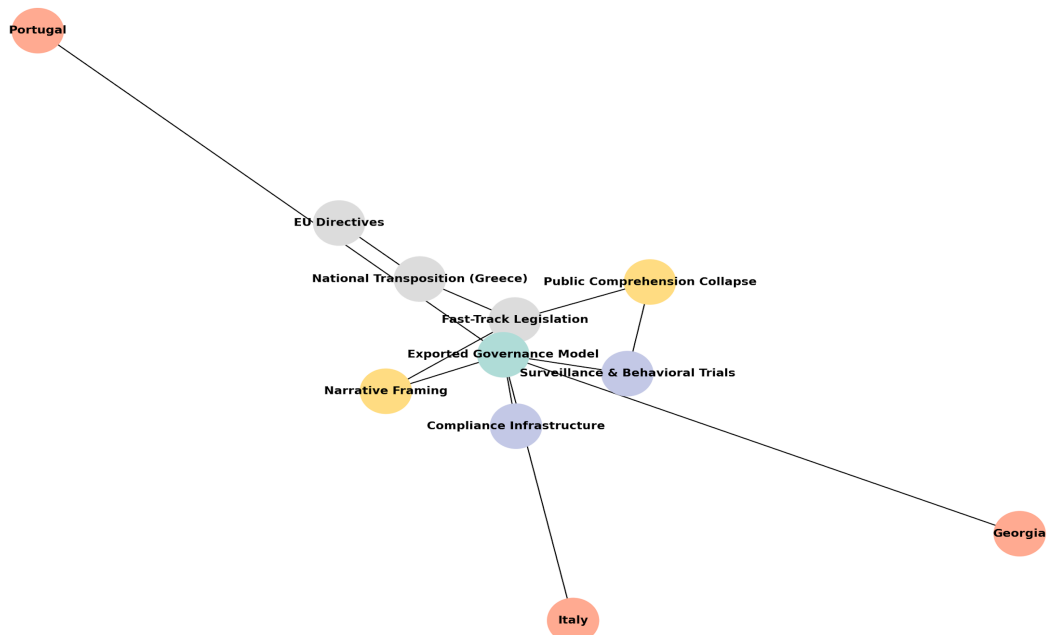 Portugal
EU Directives
National Transposition (Greece)
Public Comprehension Collapse
Fast-Track Legislation
Exported Governance Model
Surveillance & Behavioral Trials
Narrative Framing
Compliance Infrastructure
Georgia
Italy